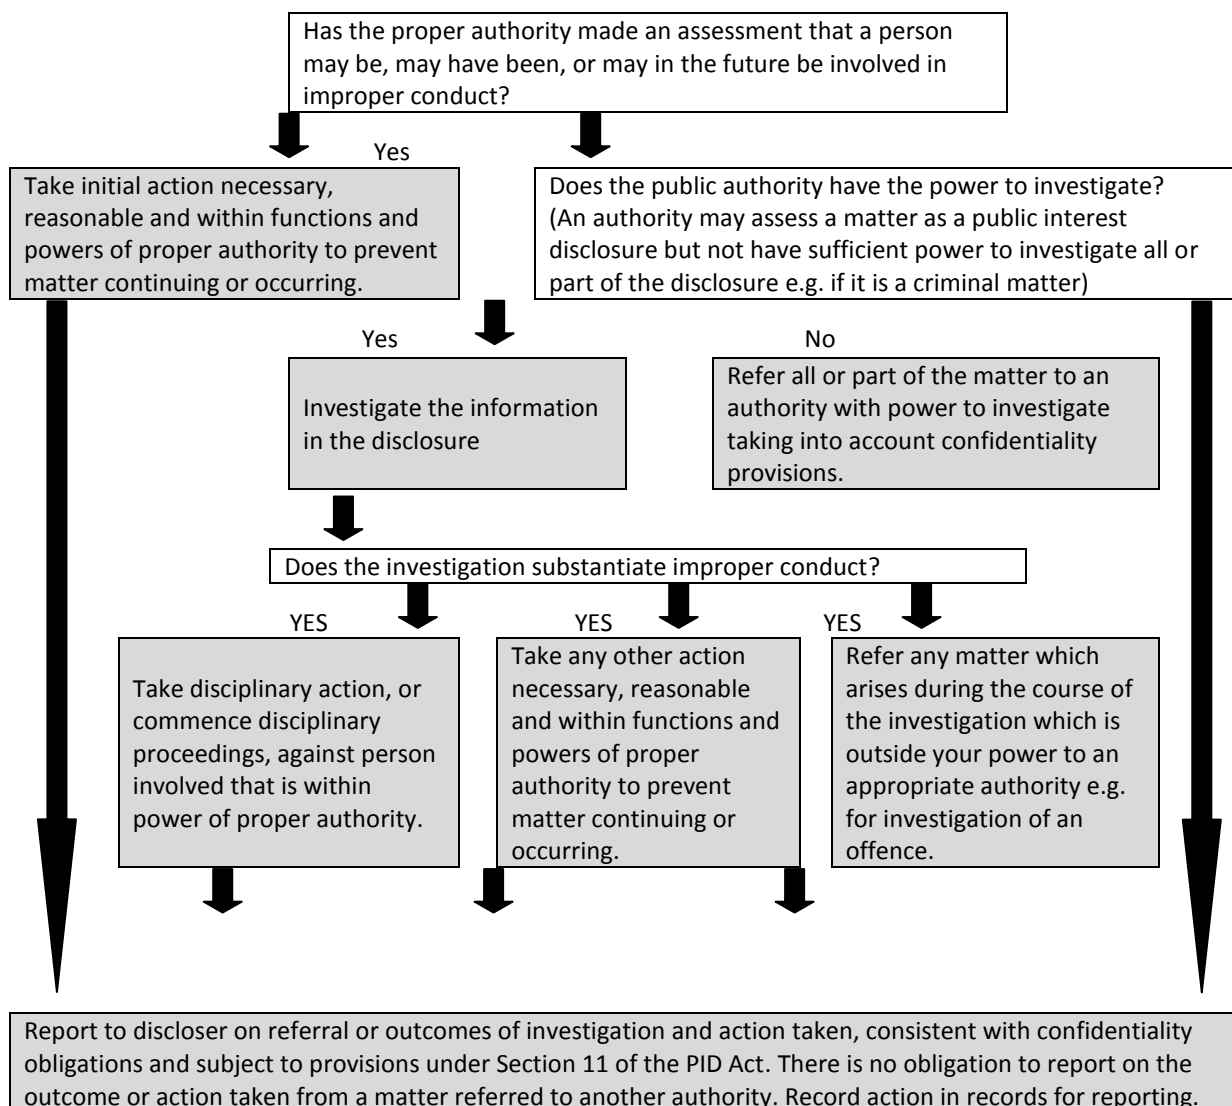 Has the proper authority made an assessment that a person
may be, may have been, or may in the future be involved in
improper conduct?
Yes
Take initial action necessary,
reasonable and within functions and
powers of proper authority to prevent
matter continuing or occurring.
Does the public authority have the power to investigate?
(An authority may assess a matter as a public interest
disclosure but not have sufficient power to investigate all or
part of the disclosure e.g. if it is a criminal matter)
Yes
No
Investigate the information
in the disclosure
Refer all or part of the matter to an
authority with power to investigate
taking into account confidentiality
provisions.
Does the investigation substantiate improper conduct?
YES
YES
YES
Take disciplinary action, or
commence disciplinary
proceedings, against person
involved that is within
power of proper authority.
Take any other action
necessary, reasonable
and within functions and
powers of proper
authority to prevent
matter continuing or
occurring.
Refer any matter which
arises during the course of
the investigation which is
outside your power to an
appropriate authority e.g.
for investigation of an
offence.
Report to discloser on referral or outcomes of investigation and action taken, consistent with confidentiality
obligations and subject to provisions under Section 11 of the PID Act. There is no obligation to report on the
outcome or action taken from a matter referred to another authority. Record action in records for reporting.